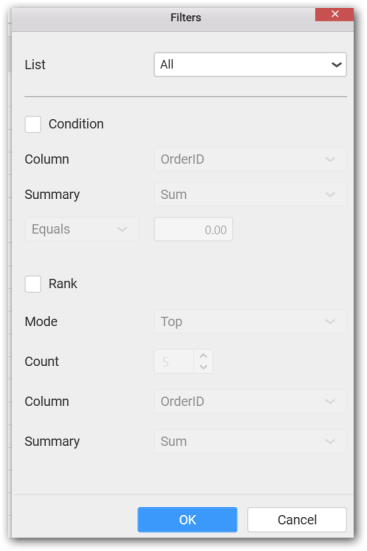 Filters
List All
Condition
Column OrderID
Summary Sum
Equals 0.00
Rank
Mode Top
Count 5
Column OrderID
Summary Sum
OK Cancel